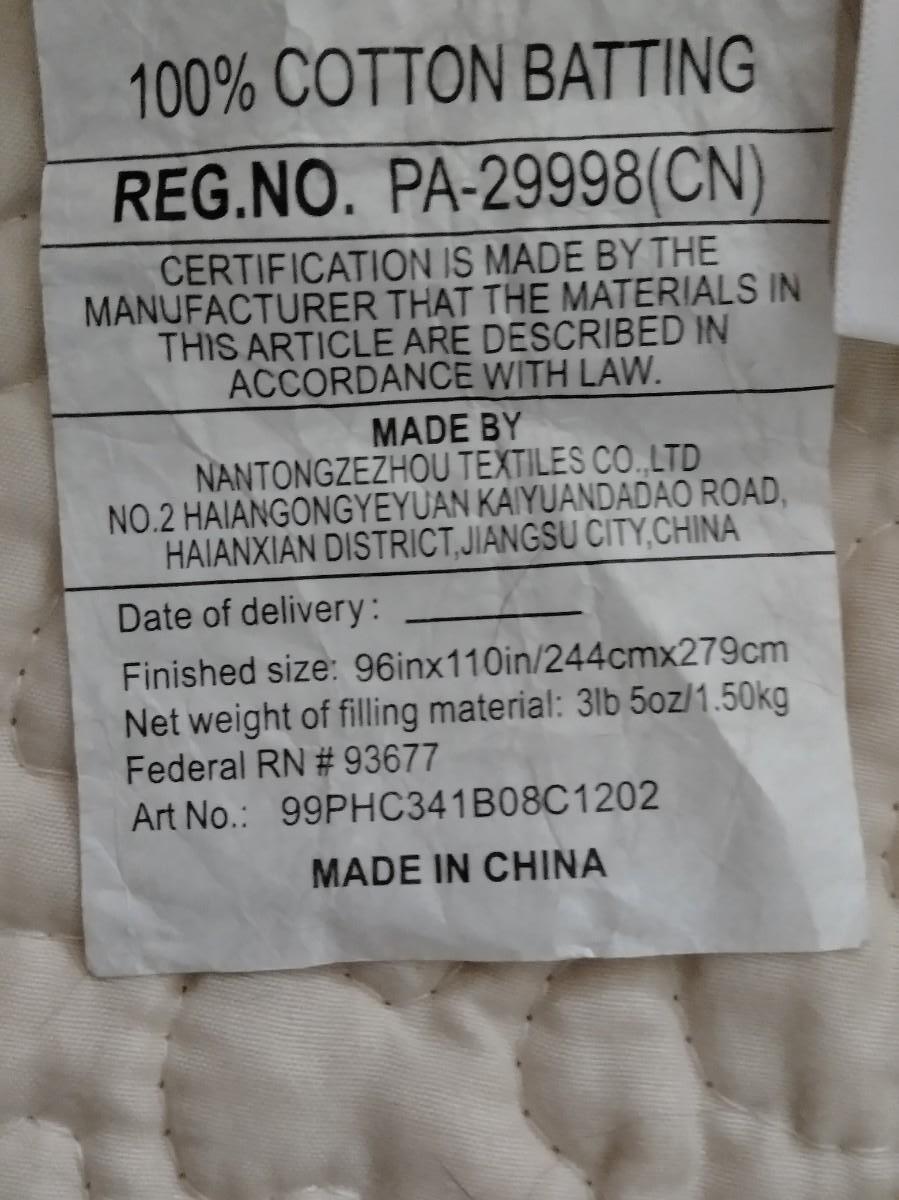 100% COTTON BATTING
REG.NO. PA-29998(CN)
CERTIFICATION IS MADE BY THE
MANUFACTURER THAT THE MATERIALS IN
THIS ARTICLE ARE DESCRIBED IN
ACCORDANCE WITH LAW.
MADE BY
NANTONGZEZHOU TEXTILES CO.,LTD
NO.2 HAIANGONGYEYUAN KAIYUANDADAO ROAD,
HAIANXIAN DISTRICT,JIANGSU CITY,CHINA
Date of delivery:
Finished size: 96inx110in/244cmx279cm
Net weight of filling material: 3lb 5oz/1.50kg
Federal RN # 93677
Art No.: 99PHC341B08C1202
MADE IN CHINA